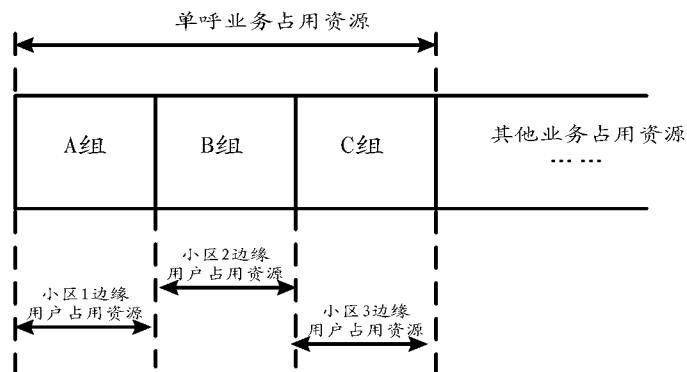 单呼业务占用资源
A组
B组
C组
其他业务占用资源
... ...
小区2边缘
用户占用资源
小区1边缘
用户占用资源
小区3边缘
用户占用资源